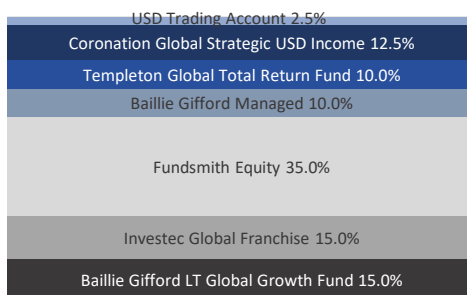 USD Trading Account 2.5%
Coronation Global Strategic USD Income 12.5%
Templeton Global Total Return Fund 10.0%
Baillie Gifford Managed 10.0%
Fundsmith Equity 35.0%
Investec Global Franchise 15.0%
Baillie Gifford LT Global Growth Fund 15.0%